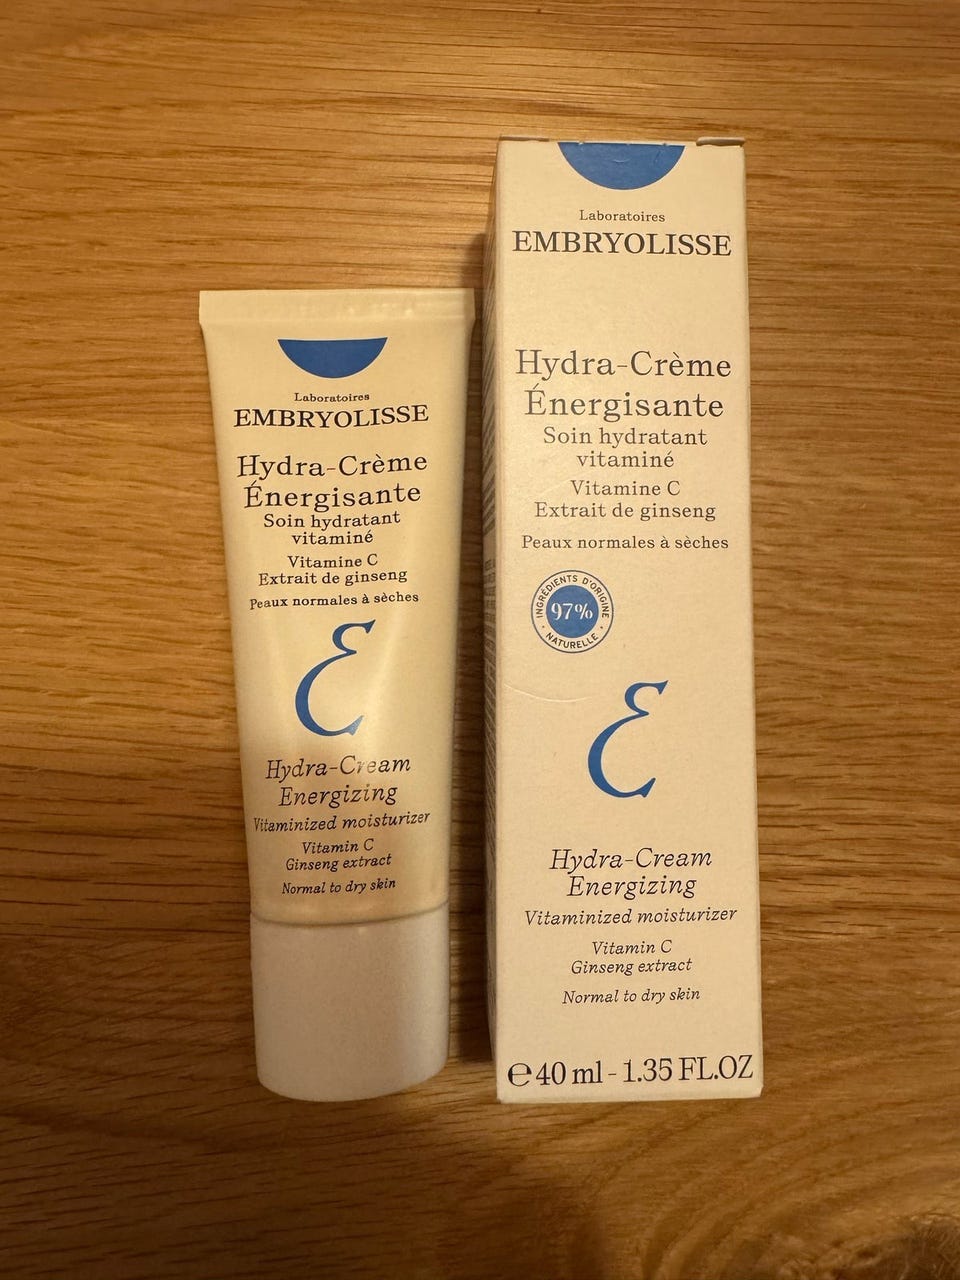 Laboratoires
EMBRYOLISSE
Hydra-Crème
Énergisante
Soin hydratant
vitaminé
Vitamine C
Extrait de ginseng
Peaux normales à sèches
E
Hydra-Cream
Energizing
Vitaminized moisturizer
Vitamin C
Ginseng extract
Normal to dry skin
Laboratoires
EMBRYOLISSE
Hydra-Crème
Énergisante
Soin hydratant
vitaminé
Vitamine C
Extrait de ginseng
Peaux normales à sèches
INGRÉDIENTS D'ORIGINE
97%
NATURELLE
E
Hydra-Cream
Energizing
Vitaminized moisturizer
Vitamin C
Ginseng extract
Normal to dry skin
℮ 40 ml - 1.35 FL.OZ